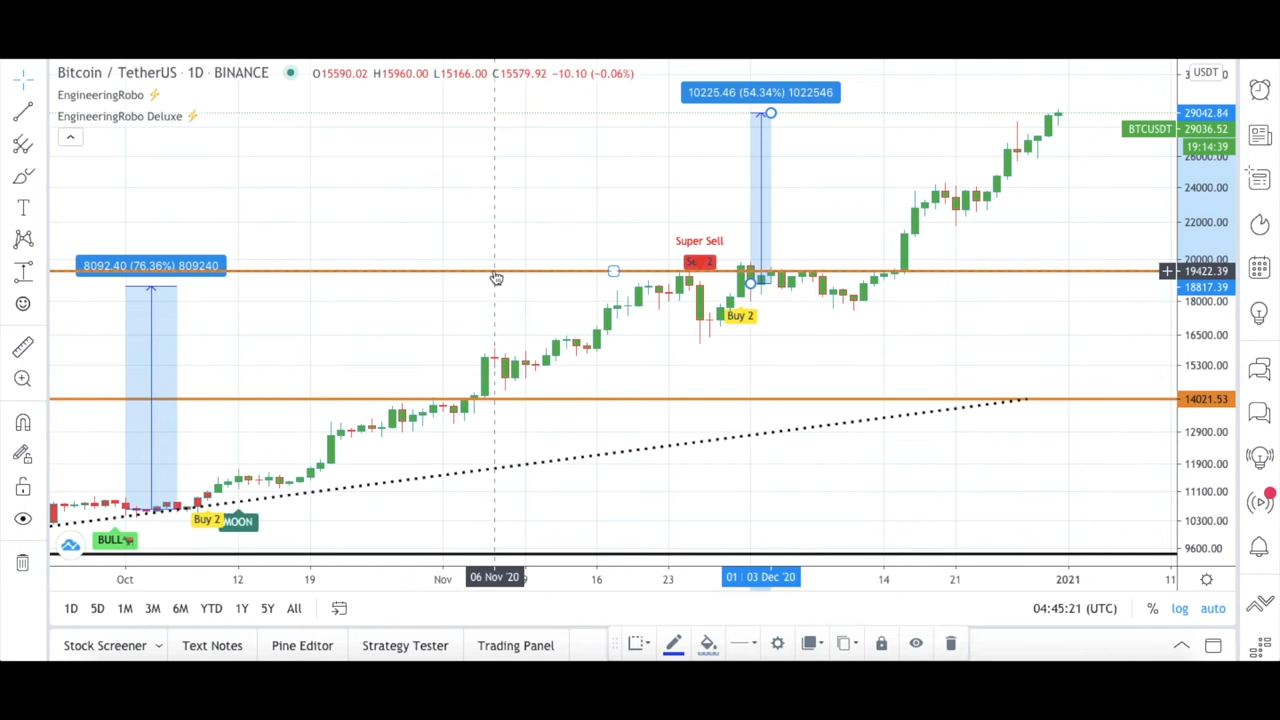 Bitcoin / TetherUS · 1D · BINANCE O15590.02 H15960.00 L15166.00 C15579.92 −10.10 (−0.06%)
EngineeringRobo ⚡
EngineeringRobo Deluxe ⚡
USDT
10225.46 (54.34%) 1022546
29042.84
BTCUSDT 29036.52
19:14:39
26000.00
24000.00
22000.00
Super Sell
20000.00
8092.40 (76.36%) 809240
19422.39
18817.39
18000.00
Buy 2
16500.00
15300.00
14021.53
12900.00
11900.00
11100.00
Buy 2 MOON
10300.00
BULL
9600.00
Oct 12 19 Nov 06 Nov '20 16 23 01 03 Dec '20 14 21 2021 11
1D 5D 1M 3M 6M YTD 1Y 5Y All 04:45:21 (UTC) % log auto
Stock Screener Text Notes Pine Editor Strategy Tester Trading Panel